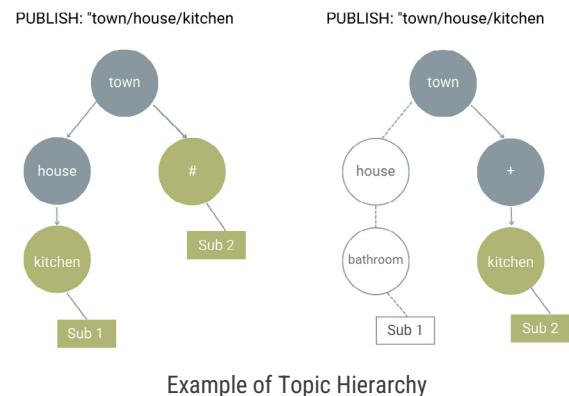 PUBLISH: "town/house/kitchen
town
house
#
Sub 2
kitchen
Sub 1
PUBLISH: "town/house/kitchen
town
house
+
bathroom
kitchen
Sub 1
Sub 2
Example of Topic Hierarchy